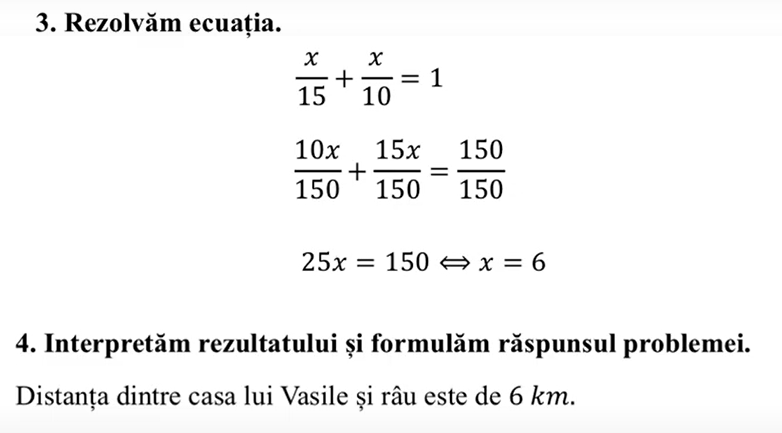 3. Rezolvăm ecuația.
x/15 + x/10 = 1
10x/150 + 15x/150 = 150/150
25x = 150 ⟺ x = 6
4. Interpretăm rezultatului și formulăm răspunsul problemei.
Distanța dintre casa lui Vasile și râu este de 6 km.